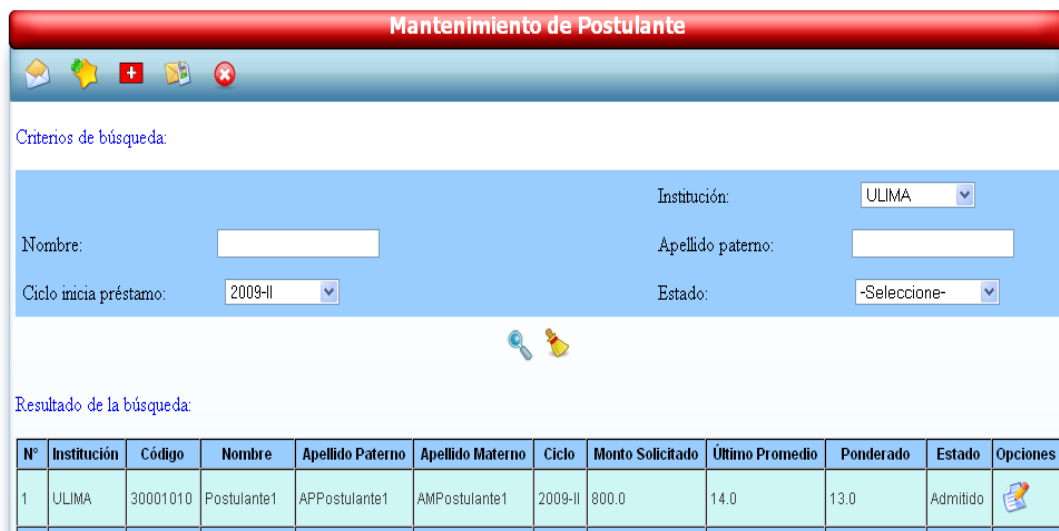 Mantenimiento de Postulante
Criterios de búsqueda:
Institución: ULIMA
Nombre: Apellido paterno:
Ciclo inicia préstamo: 2009-II Estado: -Seleccione-
Resultado de la búsqueda:
N° Institución Código Nombre Apellido Paterno Apellido Materno Ciclo Monto Solicitado Último Promedio Ponderado Estado Opciones
1 ULIMA 30001010 Postulante1 APPostulante1 AMPostulante1 2009-II 800.0 14.0 13.0 Admitido